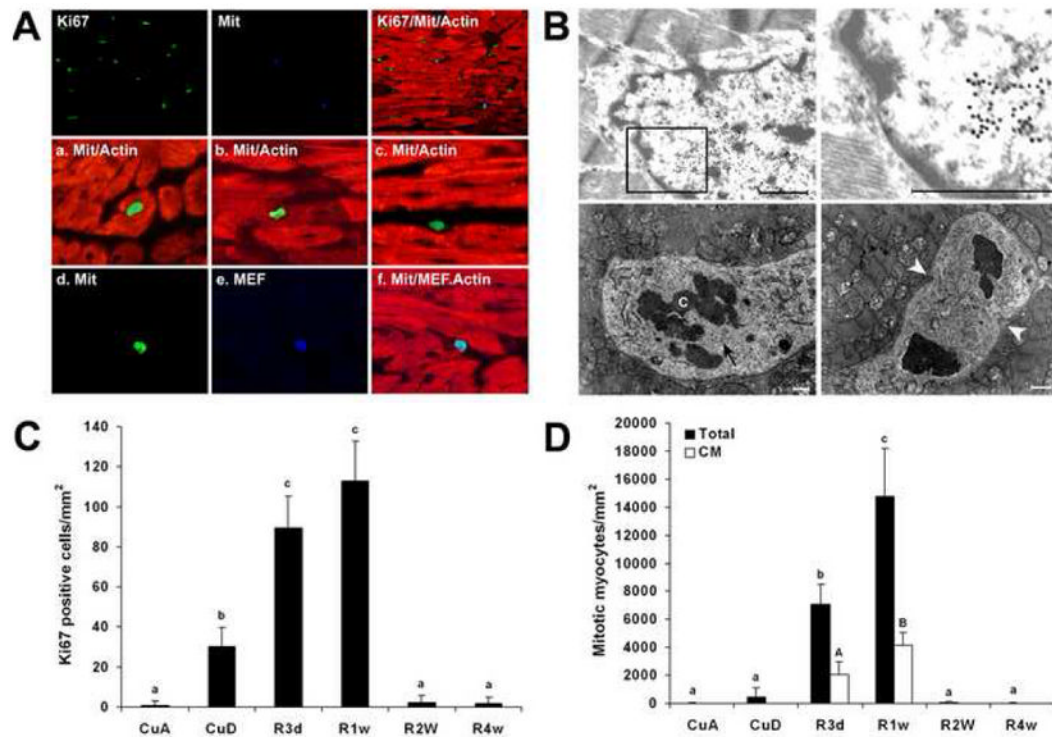 A
Ki67
Mit
Ki67/Mit/Actin
a. Mit/Actin
b. Mit/Actin
c. Mit/Actin
d. Mit
e. MEF
f. Mit/MEF.Actin
B
C
C
Ki67 positive cells/mm²
140
120
100
80
60
40
20
0
a
b
c
c
a
a
CuA CuD R3d R1w R2W R4w
D
Mitotic myocytes/mm²
20000
18000
16000
14000
12000
10000
8000
6000
4000
2000
0
Total
CM
a
a
b
A
c
B
a
a
CuA CuD R3d R1w R2W R4w